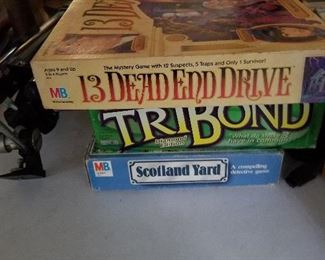 The Mystery Game with 12 Suspects, 5 Traps and Only 1 Survivor!
Ages 9 and Up
MB
13 DEAD END DRIVE
TRIBOND
"What do these
have in common?"
MB
Scotland Yard
A compelling
detective game